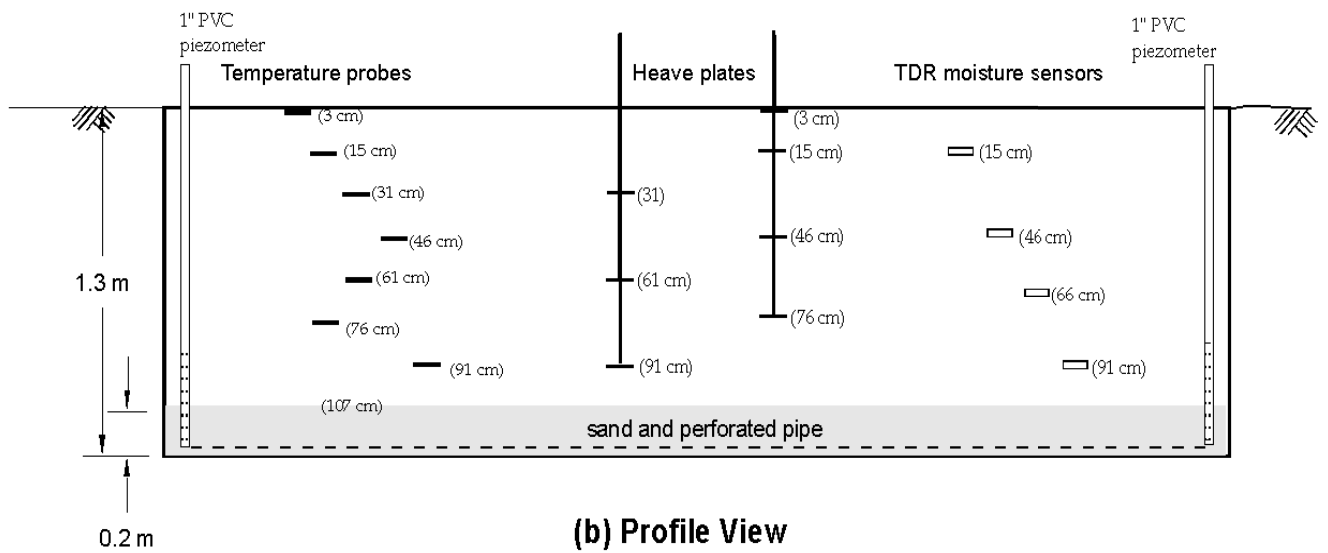 1" PVC
piezometer
1" PVC
piezometer
Temperature probes
Heave plates
TDR moisture sensors
(3 cm)
(15 cm)
(31 cm)
(46 cm)
(61 cm)
(76 cm)
(91 cm)
(107 cm)
(31)
(61 cm)
(91 cm)
(3 cm)
(15 cm)
(46 cm)
(76 cm)
(15 cm)
(46 cm)
(66 cm)
(91 cm)
1.3 m
sand and perforated pipe
0.2 m
(b) Profile View